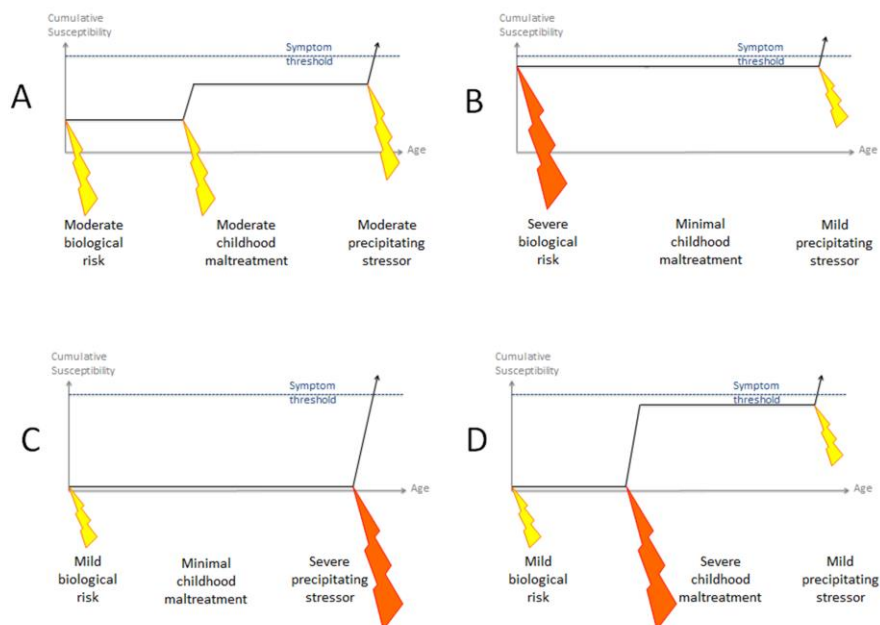 Cumulative
Susceptibility
Symptom
threshold
A
Age
Moderate
biological
risk
Moderate
childhood
maltreatment
Moderate
precipitating
stressor
Cumulative
Susceptibility
Symptom
threshold
B
Age
Severe
biological
risk
Minimal
childhood
maltreatment
Mild
precipitating
stressor
Cumulative
Susceptibility
Symptom
threshold
C
Age
Mild
biological
risk
Minimal
childhood
maltreatment
Severe
precipitating
stressor
Cumulative
Susceptibility
Symptom
threshold
D
Age
Mild
biological
risk
Severe
childhood
maltreatment
Mild
precipitating
stressor